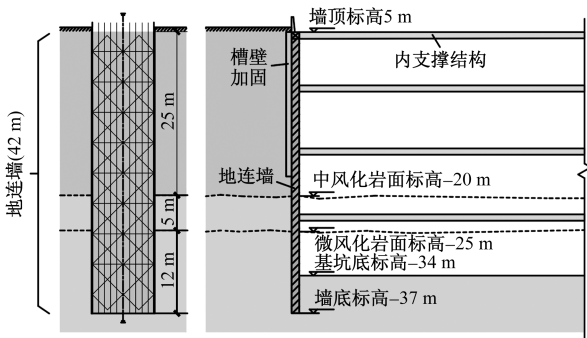 地连墙(42 m)
25 m
5 m
12 m
墙顶标高5 m
槽壁
加固
内支撑结构
地连墙
中风化岩面标高–20 m
微风化岩面标高–25 m
基坑底标高–34 m
墙底标高–37 m